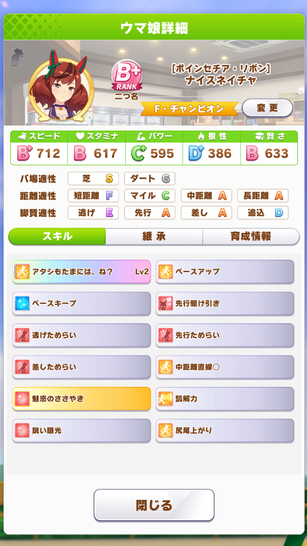 ウマ娘詳細
B+
RANK
二つ名
[ポインセチア・リボン]
ナイスネイチャ
F・チャンピオン
変更
スピード スタミナ パワー 根性 賢さ
B+ 712 B 617 C+ 595 D+ 386 B 633
バ場適性 芝 S ダート G
距離適性 短距離 F マイル C 中距離 A 長距離 A
脚質適性 逃げ E 先行 A 差し A 追込 D
スキル 継承 育成情報
アタシもたまには、ね? Lv2 ペースアップ
ペースキープ 先行駆け引き
逃げためらい 先行ためらい
差しためらい 中距離直線○
魅惑のささやき 読解力
鋭い眼光 尻尾上がり
閉じる